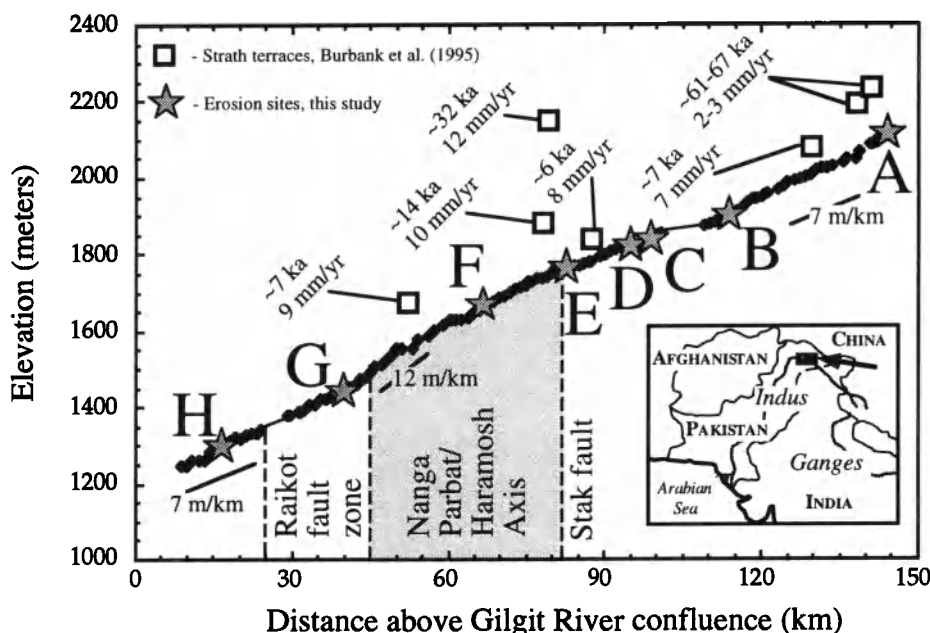 2400
2200
2000
1800
1600
1400
1200
1000
Elevation (meters)
- Strath terraces, Burbank et al. (1995)
- Erosion sites, this study
~7 ka
9 mm/yr
~14 ka
10 mm/yr
~32 ka
12 mm/yr
~6 ka
8 mm/yr
~7 ka
7 mm/yr
~61-67 ka
2-3 mm/yr
H
G
F
E
D
C
B
A
7 m/km
12 m/km
7 m/km
Raikot
fault
zone
Nanga
Parbat/
Haramosh
Axis
Stak fault
CHINA
AFGHANISTAN
Indus
PAKISTAN
Ganges
Arabian
Sea
INDIA
0
30
60
90
120
150
Distance above Gilgit River confluence (km)